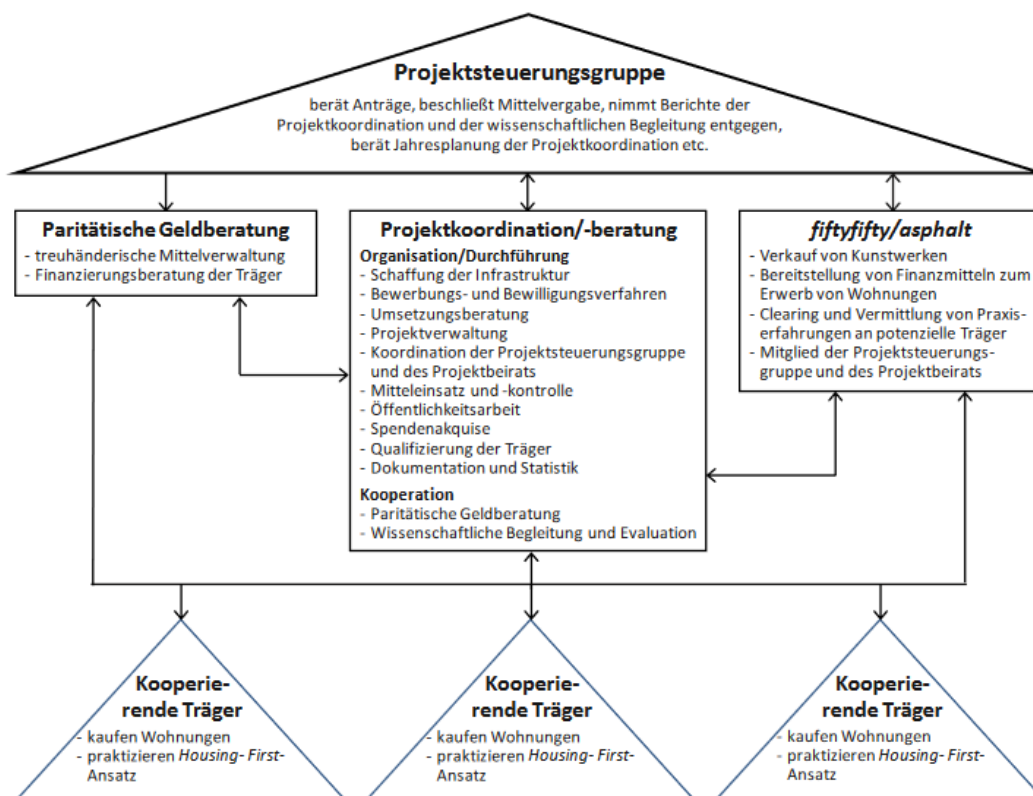 Projektsteuerungsgruppe
berät Anträge, beschließt Mittelvergabe, nimmt Berichte der
Projektkoordination und der wissenschaftlichen Begleitung entgegen,
berät Jahresplanung der Projektkoordination etc.
Paritätische Geldberatung
- treuhänderische Mittelverwaltung
- Finanzierungsberatung der Träger
Projektkoordination/-beratung
Organisation/Durchführung
- Schaffung der Infrastruktur
- Bewerbungs- und Bewilligungsverfahren
- Umsetzungsberatung
- Projektverwaltung
- Koordination der Projektsteuerungsgruppe
und des Projektbeirats
- Mitteleinsatz und -kontrolle
- Öffentlichkeitsarbeit
- Spendenakquise
- Qualifizierung der Träger
- Dokumentation und Statistik
Kooperation
- Paritätische Geldberatung
- Wissenschaftliche Begleitung und Evaluation
fiftyfifty/asphalt
- Verkauf von Kunstwerken
- Bereitstellung von Finanzmitteln zum
Erwerb von Wohnungen
- Clearing und Vermittlung von Praxis-
erfahrungen an potenzielle Träger
- Mitglied der Projektsteuerungs-
gruppe und des Projektbeirats
Kooperie-
rende Träger
- kaufen Wohnungen
- praktizieren Housing- First-
Ansatz
Kooperie-
rende Träger
- kaufen Wohnungen
- praktizieren Housing- First-
Ansatz
Kooperie-
rende Träger
- kaufen Wohnungen
- praktizieren Housing- First-
Ansatz